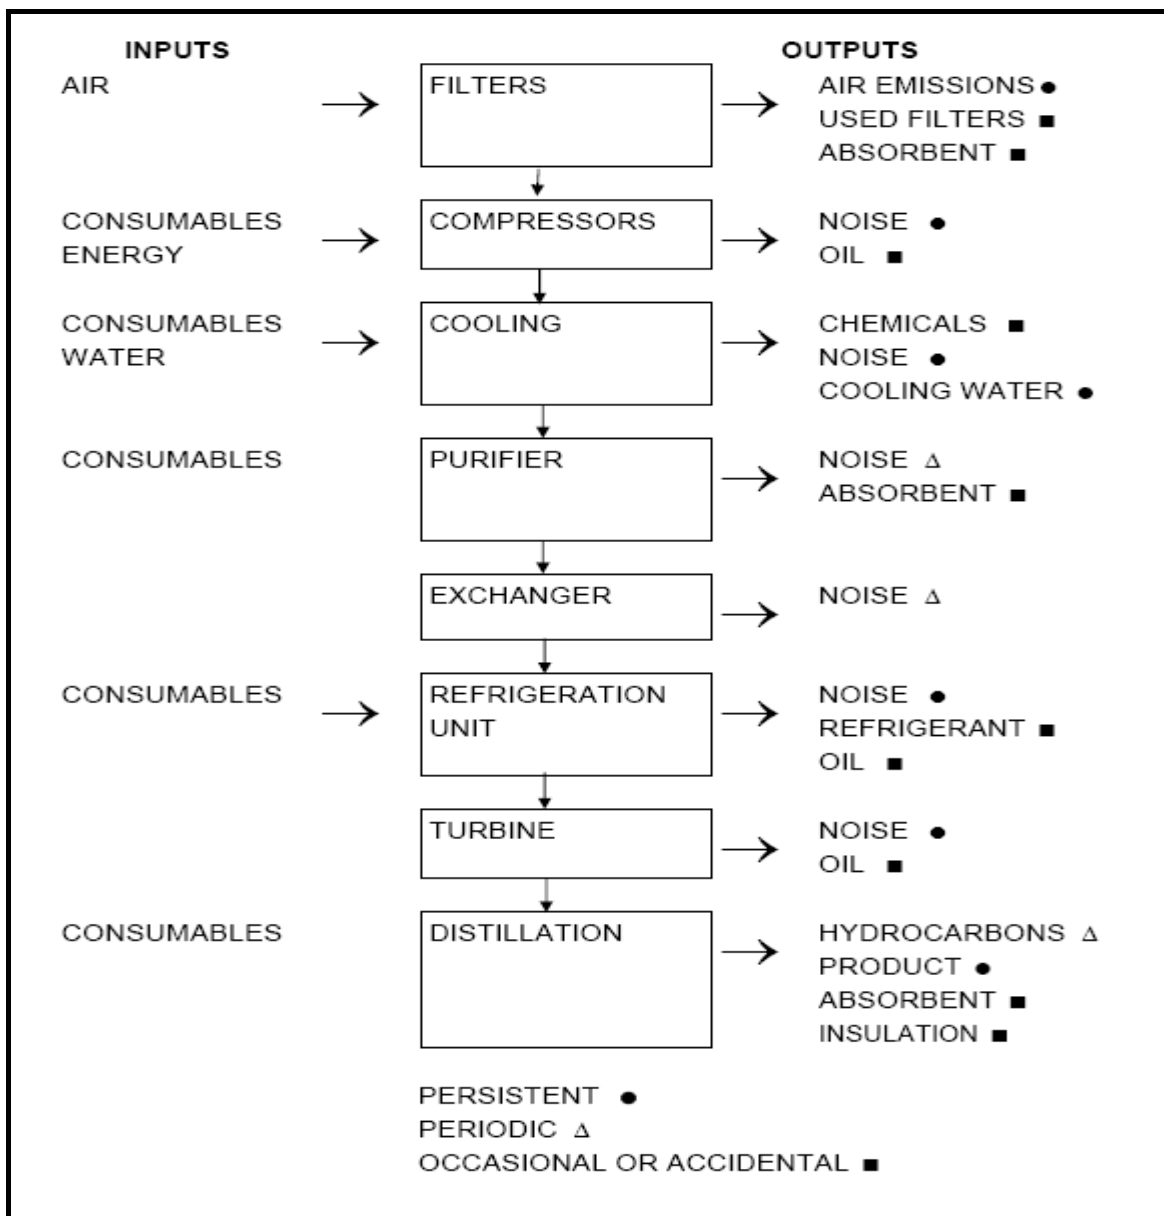 INPUTS OUTPUTS
AIR FILTERS AIR EMISSIONS ●
USED FILTERS ■
ABSORBENT ■
CONSUMABLES COMPRESSORS NOISE ●
ENERGY OIL ■
CONSUMABLES COOLING CHEMICALS ■
WATER NOISE ●
COOLING WATER ●
CONSUMABLES PURIFIER NOISE Δ
ABSORBENT ■
EXCHANGER NOISE Δ
CONSUMABLES REFRIGERATION NOISE ●
UNIT REFRIGERANT ■
OIL ■
TURBINE NOISE ●
OIL ■
CONSUMABLES DISTILLATION HYDROCARBONS Δ
PRODUCT ●
ABSORBENT ■
INSULATION ■
PERSISTENT ●
PERIODIC Δ
OCCASIONAL OR ACCIDENTAL ■